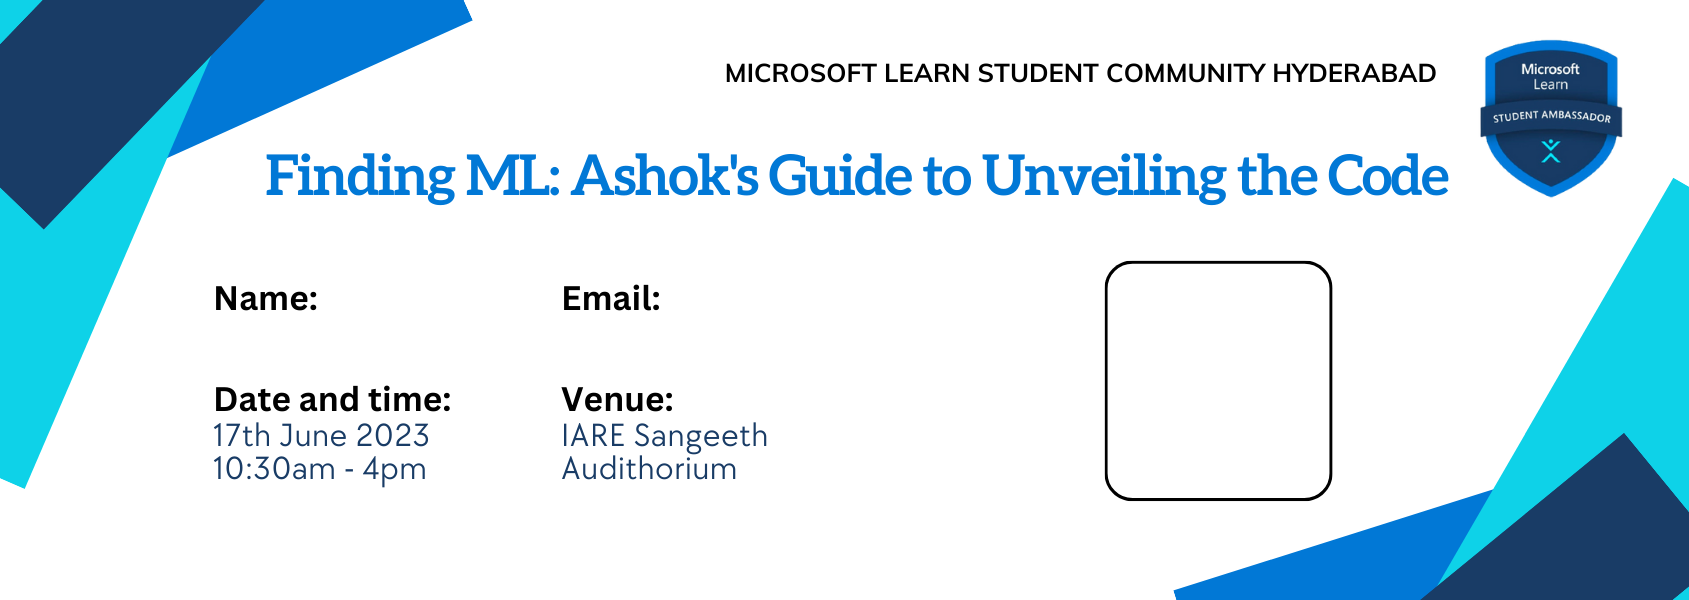 MICROSOFT LEARN STUDENT COMMUNITY HYDERABAD
Microsoft
Learn
STUDENT AMBASSADOR
Finding ML: Ashok's Guide to Unveiling the Code
Name:
Email:
Date and time:
17th June 2023
10:30am - 4pm
Venue:
IARE Sangeeth
Audithorium